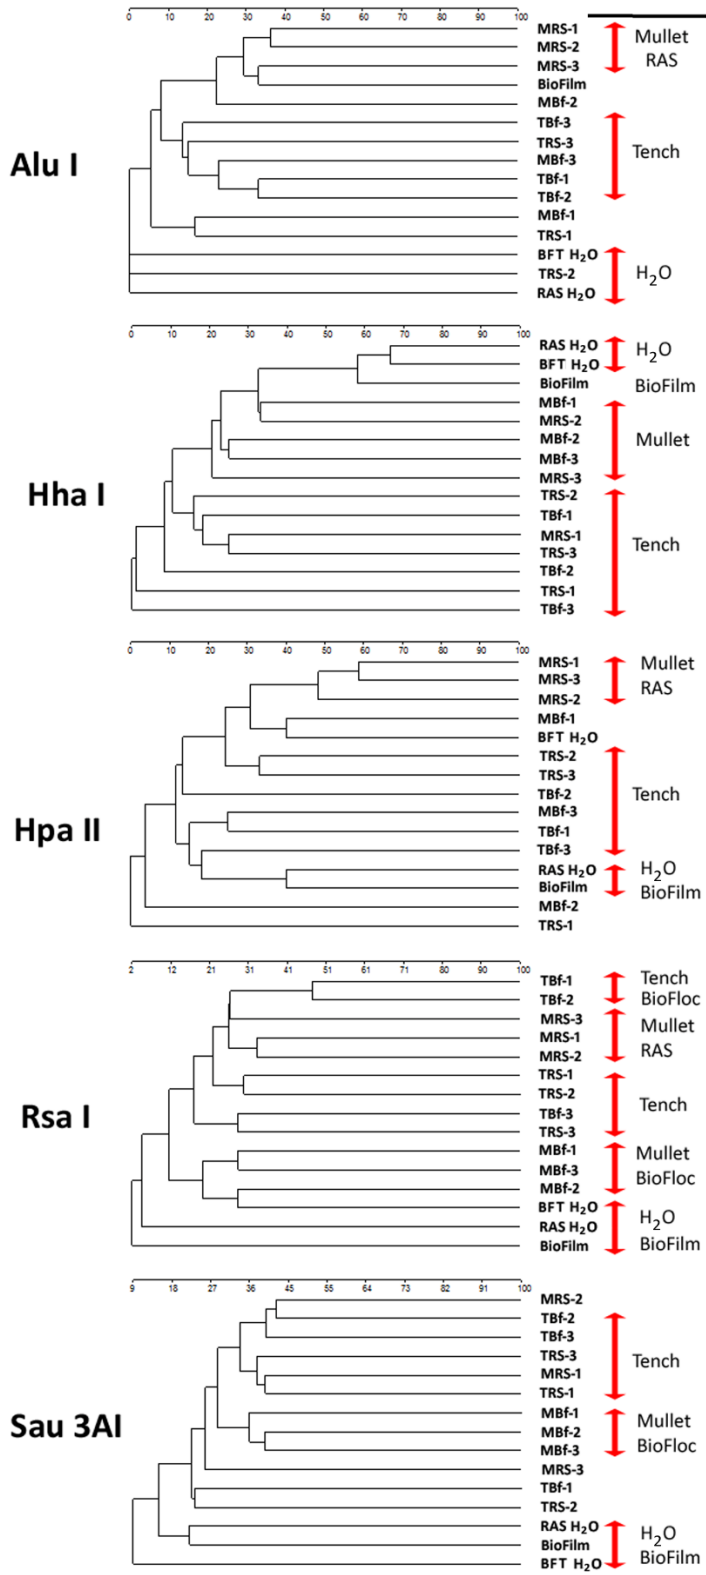 0 10 20 30 40 50 60 70 80 90 100
MRS-1
MRS-2
MRS-3
BioFilm
MBf-2
TBf-3
TRS-3
MBf-3
TBf-1
TBf-2
MBf-1
TRS-1
BFT H₂O
TRS-2
RAS H₂O
Mullet
RAS
Tench
H₂O
Alu I
0 10 20 30 40 50 60 70 80 90 100
RAS H₂O
BFT H₂O
BioFilm
MBf-1
MRS-2
MBf-2
MBf-3
MRS-3
TRS-2
TBf-1
MRS-1
TRS-3
TBf-2
TRS-1
TBf-3
H₂O
BioFilm
Mullet
Tench
Hha I
0 10 20 30 40 50 60 70 80 90 100
MRS-1
MRS-3
MRS-2
MBf-1
BFT H₂O
TRS-2
TRS-3
TBf-2
MBf-3
TBf-1
TBf-3
RAS H₂O
BioFilm
MBf-2
TRS-1
Mullet
RAS
Tench
H₂O
BioFilm
Hpa II
2 12 21 31 41 51 61 71 80 90 100
TBf-1
TBf-2
MRS-3
MRS-1
MRS-2
TRS-1
TRS-2
TBf-3
TRS-3
MBf-1
MBf-3
MBf-2
BFT H₂O
RAS H₂O
BioFilm
Tench
BioFloc
Mullet
RAS
Tench
Mullet
BioFloc
H₂O
BioFilm
Rsa I
9 18 27 36 45 55 64 73 82 91 100
MRS-2
TBf-2
TBf-3
TRS-3
MRS-1
TRS-1
MBf-1
MBf-2
MBf-3
MRS-3
TBf-1
TRS-2
RAS H₂O
BioFilm
BFT H₂O
Tench
Mullet
BioFloc
H₂O
BioFilm
Sau 3AI